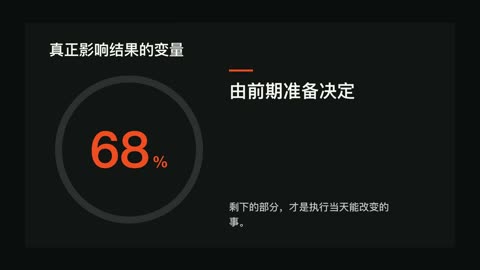 真正影响结果的变量
68%
由前期准备决定
剩下的部分，才是执行当天能改变的
事。